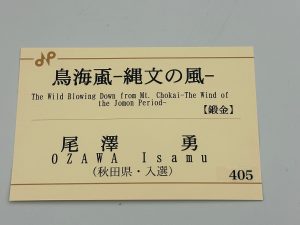 鳥海颪-縄文の風-
The Wild Blowing Down from Mt. Chokai-The Wind of
the Jomon Period-
【鍛金】
尾澤 勇
OZAWA Isamu
(秋田県・入選)
405